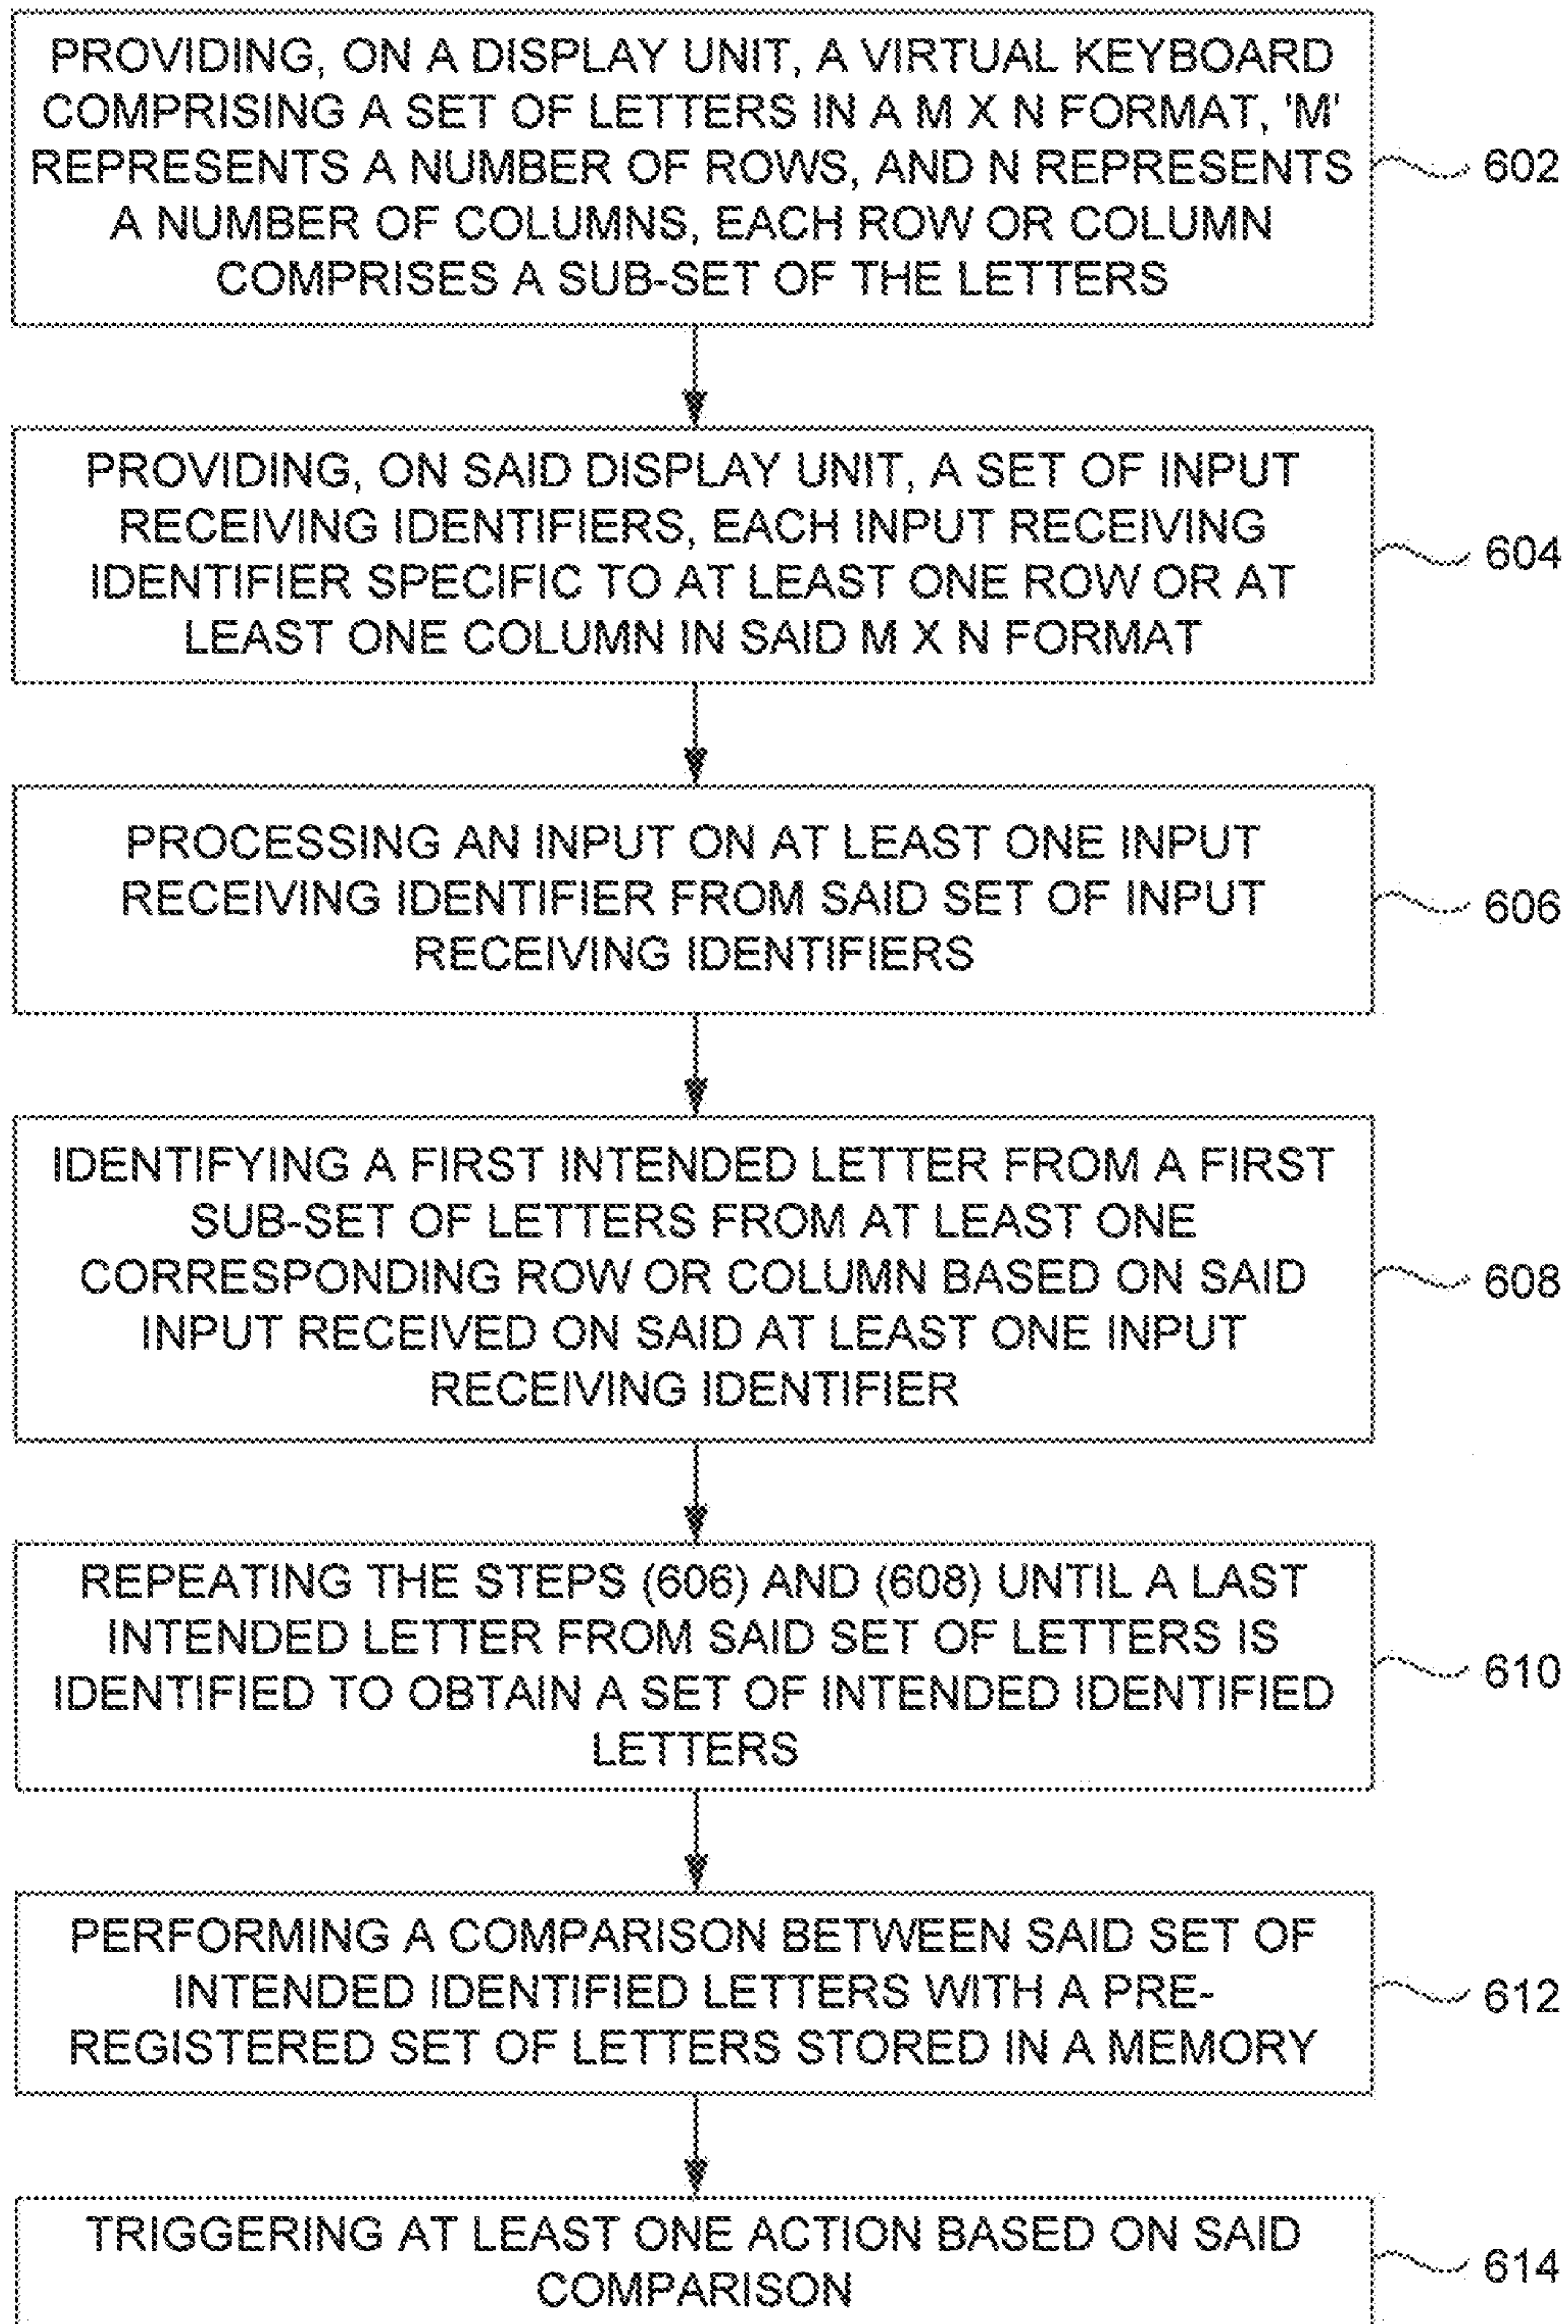 PROVIDING, ON A DISPLAY UNIT, A VIRTUAL KEYBOARD
COMPRISING A SET OF LETTERS IN A M X N FORMAT, 'M'
REPRESENTS A NUMBER OF ROWS, AND N REPRESENTS
A NUMBER OF COLUMNS, EACH ROW OR COLUMN
COMPRISES A SUB-SET OF THE LETTERS
602
PROVIDING, ON SAID DISPLAY UNIT, A SET OF INPUT
RECEIVING IDENTIFIERS, EACH INPUT RECEIVING
IDENTIFIER SPECIFIC TO AT LEAST ONE ROW OR AT
LEAST ONE COLUMN IN SAID M X N FORMAT
604
PROCESSING AN INPUT ON AT LEAST ONE INPUT
RECEIVING IDENTIFIER FROM SAID SET OF INPUT
RECEIVING IDENTIFIERS
606
IDENTIFYING A FIRST INTENDED LETTER FROM A FIRST
SUB-SET OF LETTERS FROM AT LEAST ONE
CORRESPONDING ROW OR COLUMN BASED ON SAID
INPUT RECEIVED ON SAID AT LEAST ONE INPUT
RECEIVING IDENTIFIER
608
REPEATING THE STEPS (606) AND (608) UNTIL A LAST
INTENDED LETTER FROM SAID SET OF LETTERS IS
IDENTIFIED TO OBTAIN A SET OF INTENDED IDENTIFIED
LETTERS
610
PERFORMING A COMPARISON BETWEEN SAID SET OF
INTENDED IDENTIFIED LETTERS WITH A PRE-
REGISTERED SET OF LETTERS STORED IN A MEMORY
612
TRIGGERING AT LEAST ONE ACTION BASED ON SAID
COMPARISON
614